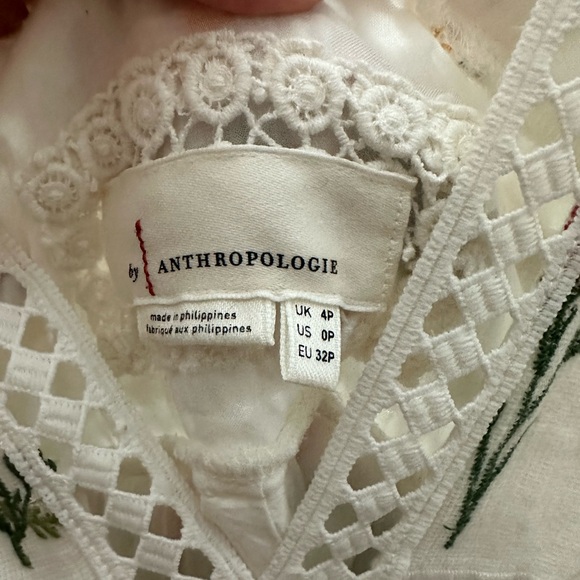 by ANTHROPOLOGIE
made in philippines
fabriqué aux philippines
UK 4P
US 0P
EU 32P